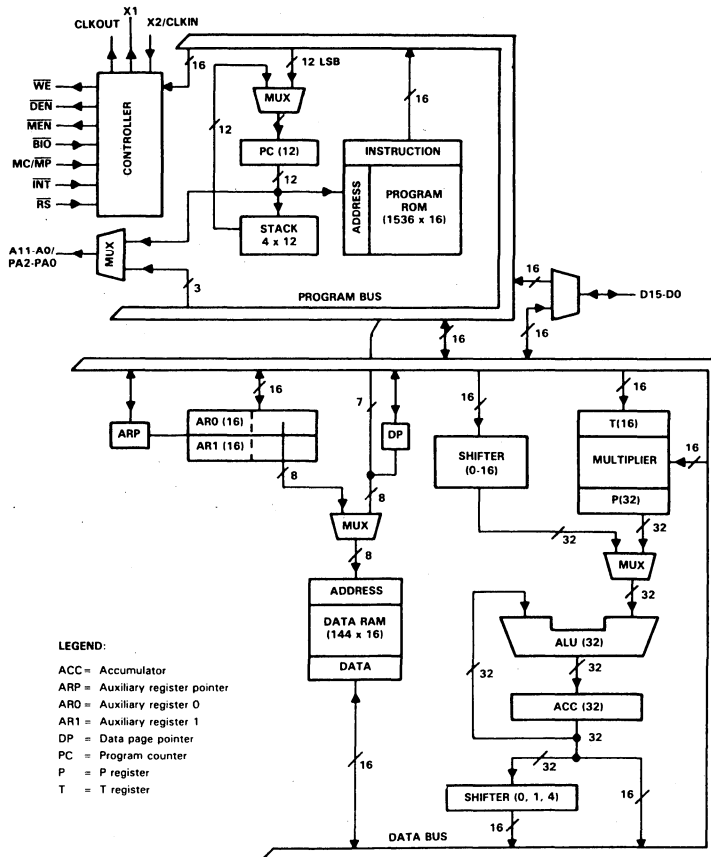 X1
CLKOUT
X2/CLKIN
16
12 LSB
WE
DEN
MEN
BIO
MC/MP
INT
RS
CONTROLLER
MUX
12
16
PC (12)
INSTRUCTION
12
12
ADDRESS
PROGRAM
ROM
(1536 x 16)
STACK
4 x 12
A11-A0/
PA2-PA0
MUX
3
PROGRAM BUS
16
D15-D0
16
16
16
7
16
16
ARP
AR0 (16)
AR1 (16)
DP
SHIFTER
(0-16)
T(16)
MULTIPLIER
P(32)
16
8
8
MUX
32
32
MUX
8
32
ADDRESS
DATA RAM
(144 x 16)
DATA
ALU (32)
32
32
ACC (32)
32
32
SHIFTER (0, 1, 4)
16
16
16
DATA BUS
LEGEND:
ACC = Accumulator
ARP = Auxiliary register pointer
AR0 = Auxiliary register 0
AR1 = Auxiliary register 1
DP = Data page pointer
PC = Program counter
P = P register
T = T register